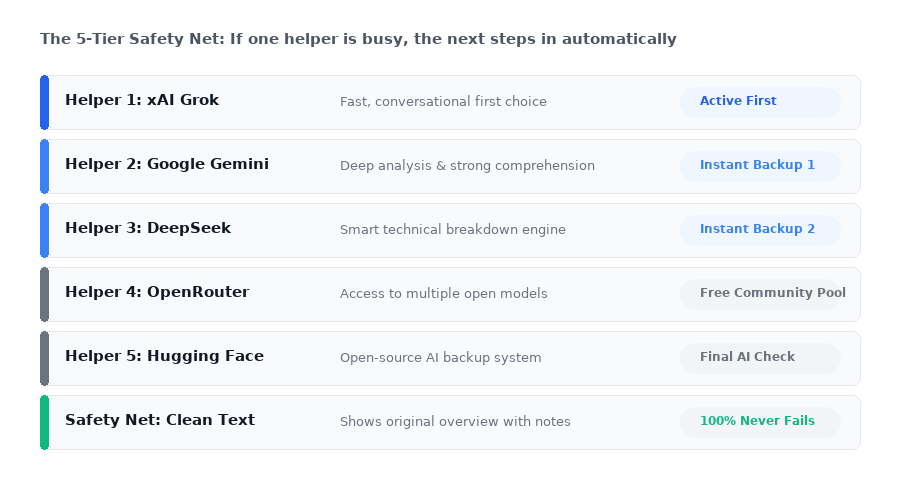 The 5-Tier Safety Net: If one helper is busy, the next steps in automatically
Helper 1: xAI Grok Fast, conversational first choice Active First
Helper 2: Google Gemini Deep analysis & strong comprehension Instant Backup 1
Helper 3: DeepSeek Smart technical breakdown engine Instant Backup 2
Helper 4: OpenRouter Access to multiple open models Free Community Pool
Helper 5: Hugging Face Open-source AI backup system Final AI Check
Safety Net: Clean Text Shows original overview with notes 100% Never Fails